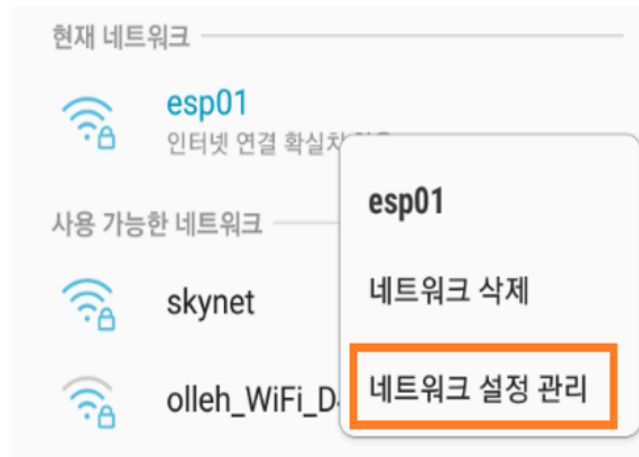 현재 네트워크
esp01
인터넷 연결 확실치
사용 가능한 네트워크
skynet
olleh_WiFi_D
esp01
네트워크 삭제
네트워크 설정 관리